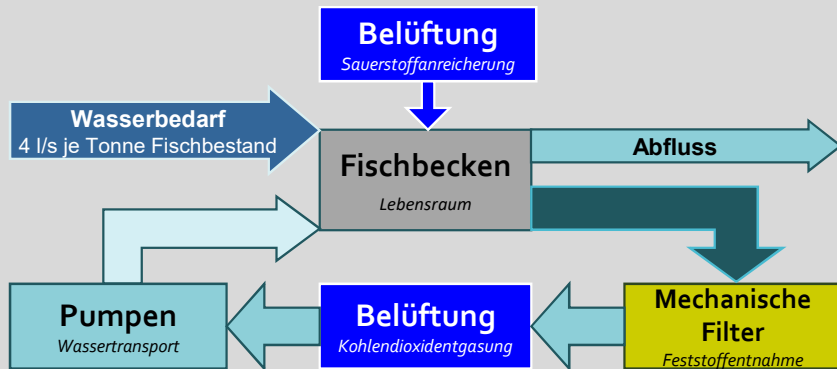 Belüftung
Sauerstoffanreicherung
Wasserbedarf
4 l/s je Tonne Fischbestand
Fischbecken
Lebensraum
Abfluss
Pumpen
Wassertransport
Belüftung
Kohlendioxidentgasung
Mechanische
Filter
Feststoffentnahme